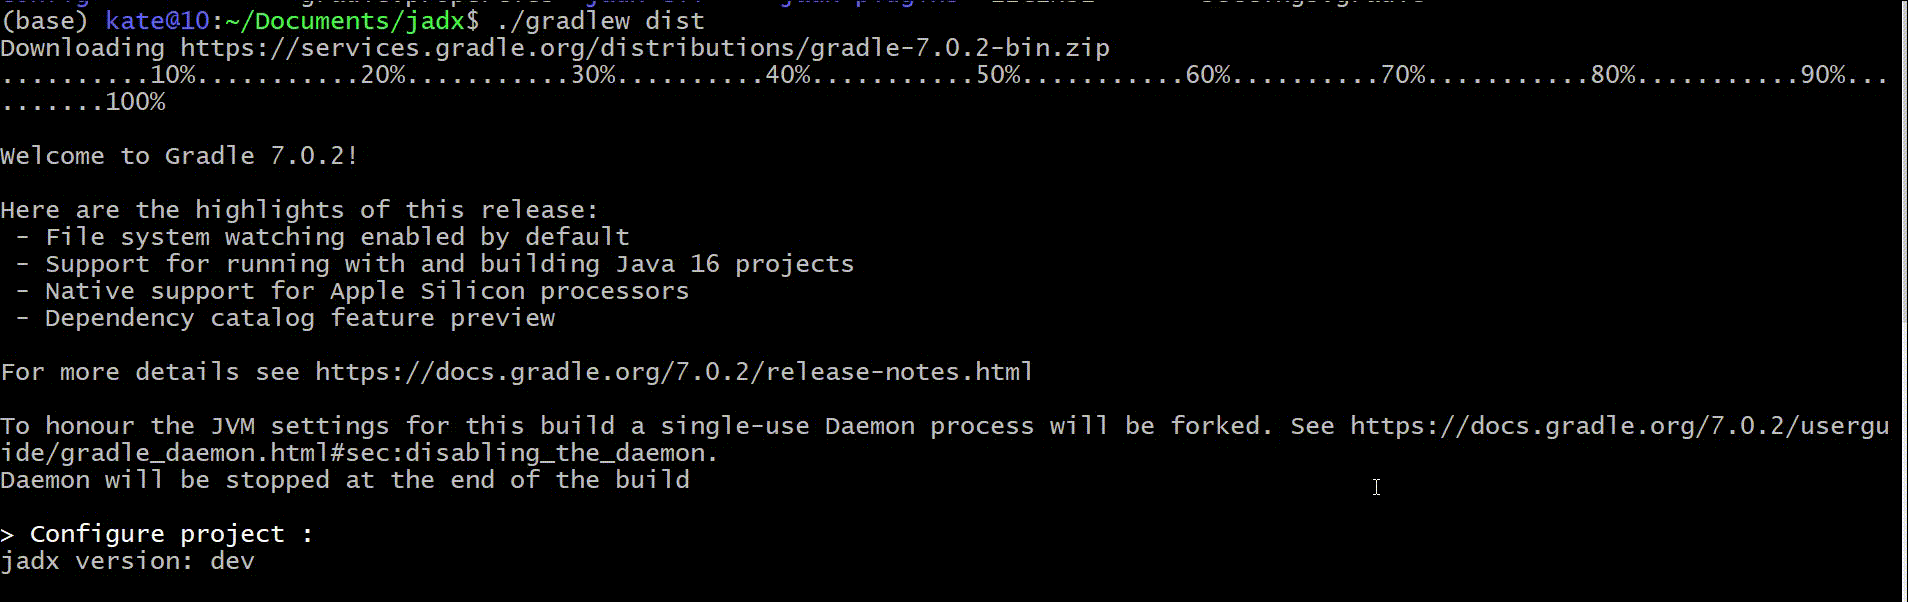 (base) kate@10:~/Documents/jadx$ ./gradlew dist
Downloading https://services.gradle.org/distributions/gradle-7.0.2-bin.zip
..........10%...........20%...........30%..........40%...........50%...........60%..........70%...........80%...........90%...
.......100%
Welcome to Gradle 7.0.2!
Here are the highlights of this release:
- File system watching enabled by default
- Support for running with and building Java 16 projects
- Native support for Apple Silicon processors
- Dependency catalog feature preview
For more details see https://docs.gradle.org/7.0.2/release-notes.html
To honour the JVM settings for this build a single-use Daemon process will be forked. See https://docs.gradle.org/7.0.2/usergu
ide/gradle_daemon.html#sec:disabling_the_daemon.
Daemon will be stopped at the end of the build
> Configure project :
jadx version: dev